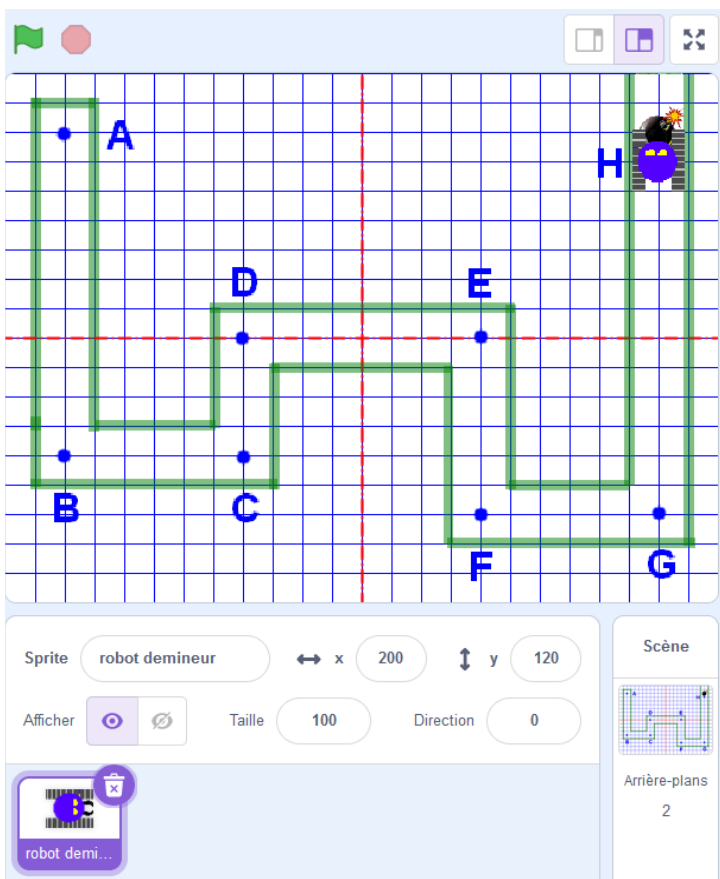 A
H
D
E
B
C
F
G
Sprite robot demineur x 200 y 120
Afficher Taille 100 Direction 0
Scène
Arrière-plans
2
robot demi...